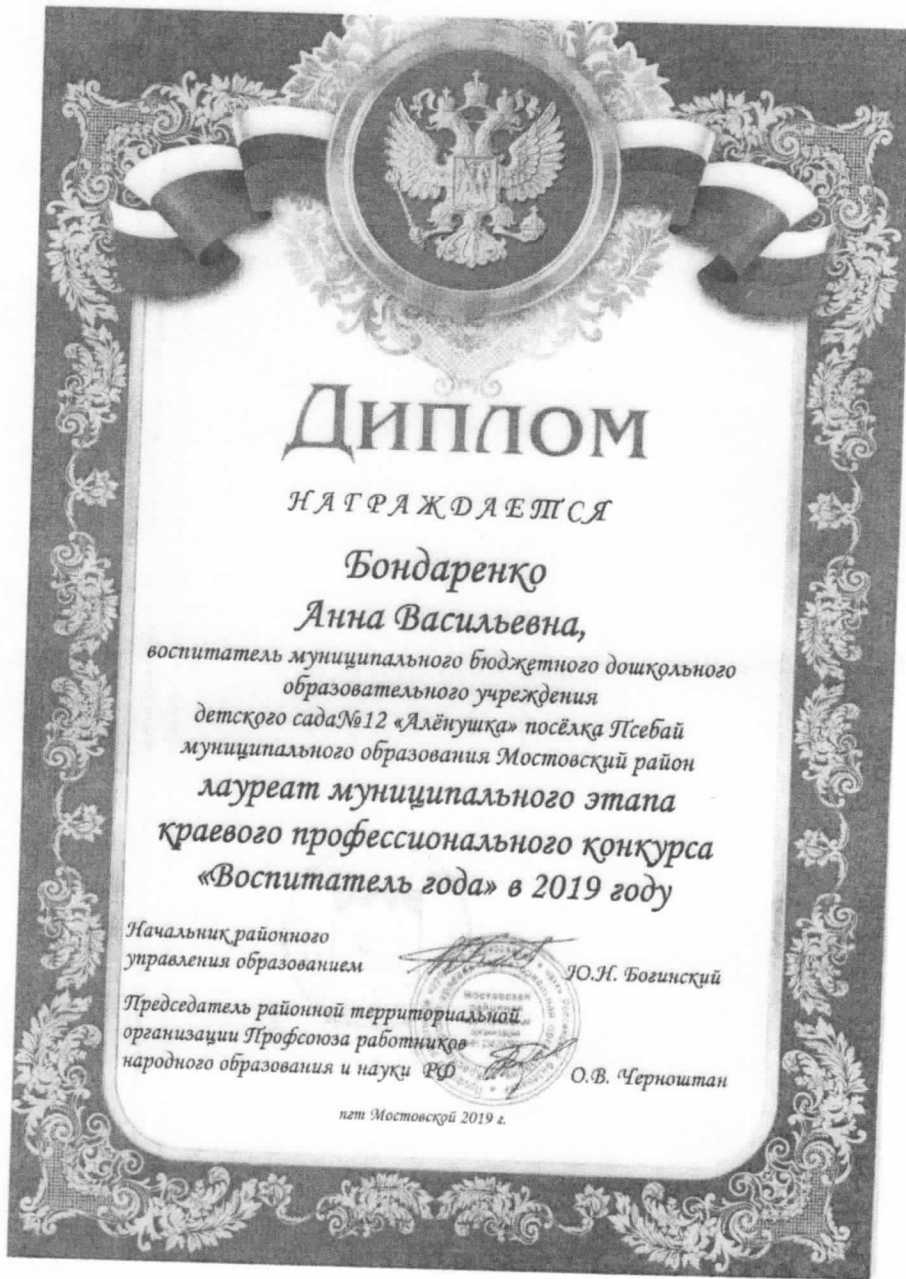 Диплом
НАГРАЖДАЕТСЯ
Бондаренко
Анна Васильевна,
воспитатель муниципального бюджетного дошкольного
образовательного учреждения
детского сада№12 «Алёнушка» посёлка Псебай
муниципального образования Мостовский район
лауреат муниципального этапа
краевого профессионального конкурса
«Воспитатель года» в 2019 году
Начальник районного
управления образованием
Ю.Н. Богинский
Председатель районной территориальной
организации Профсоюза работников
народного образования и науки РФ
О.В. Черноштан
пгт Мостовской 2019 г.
Мостовская
районная